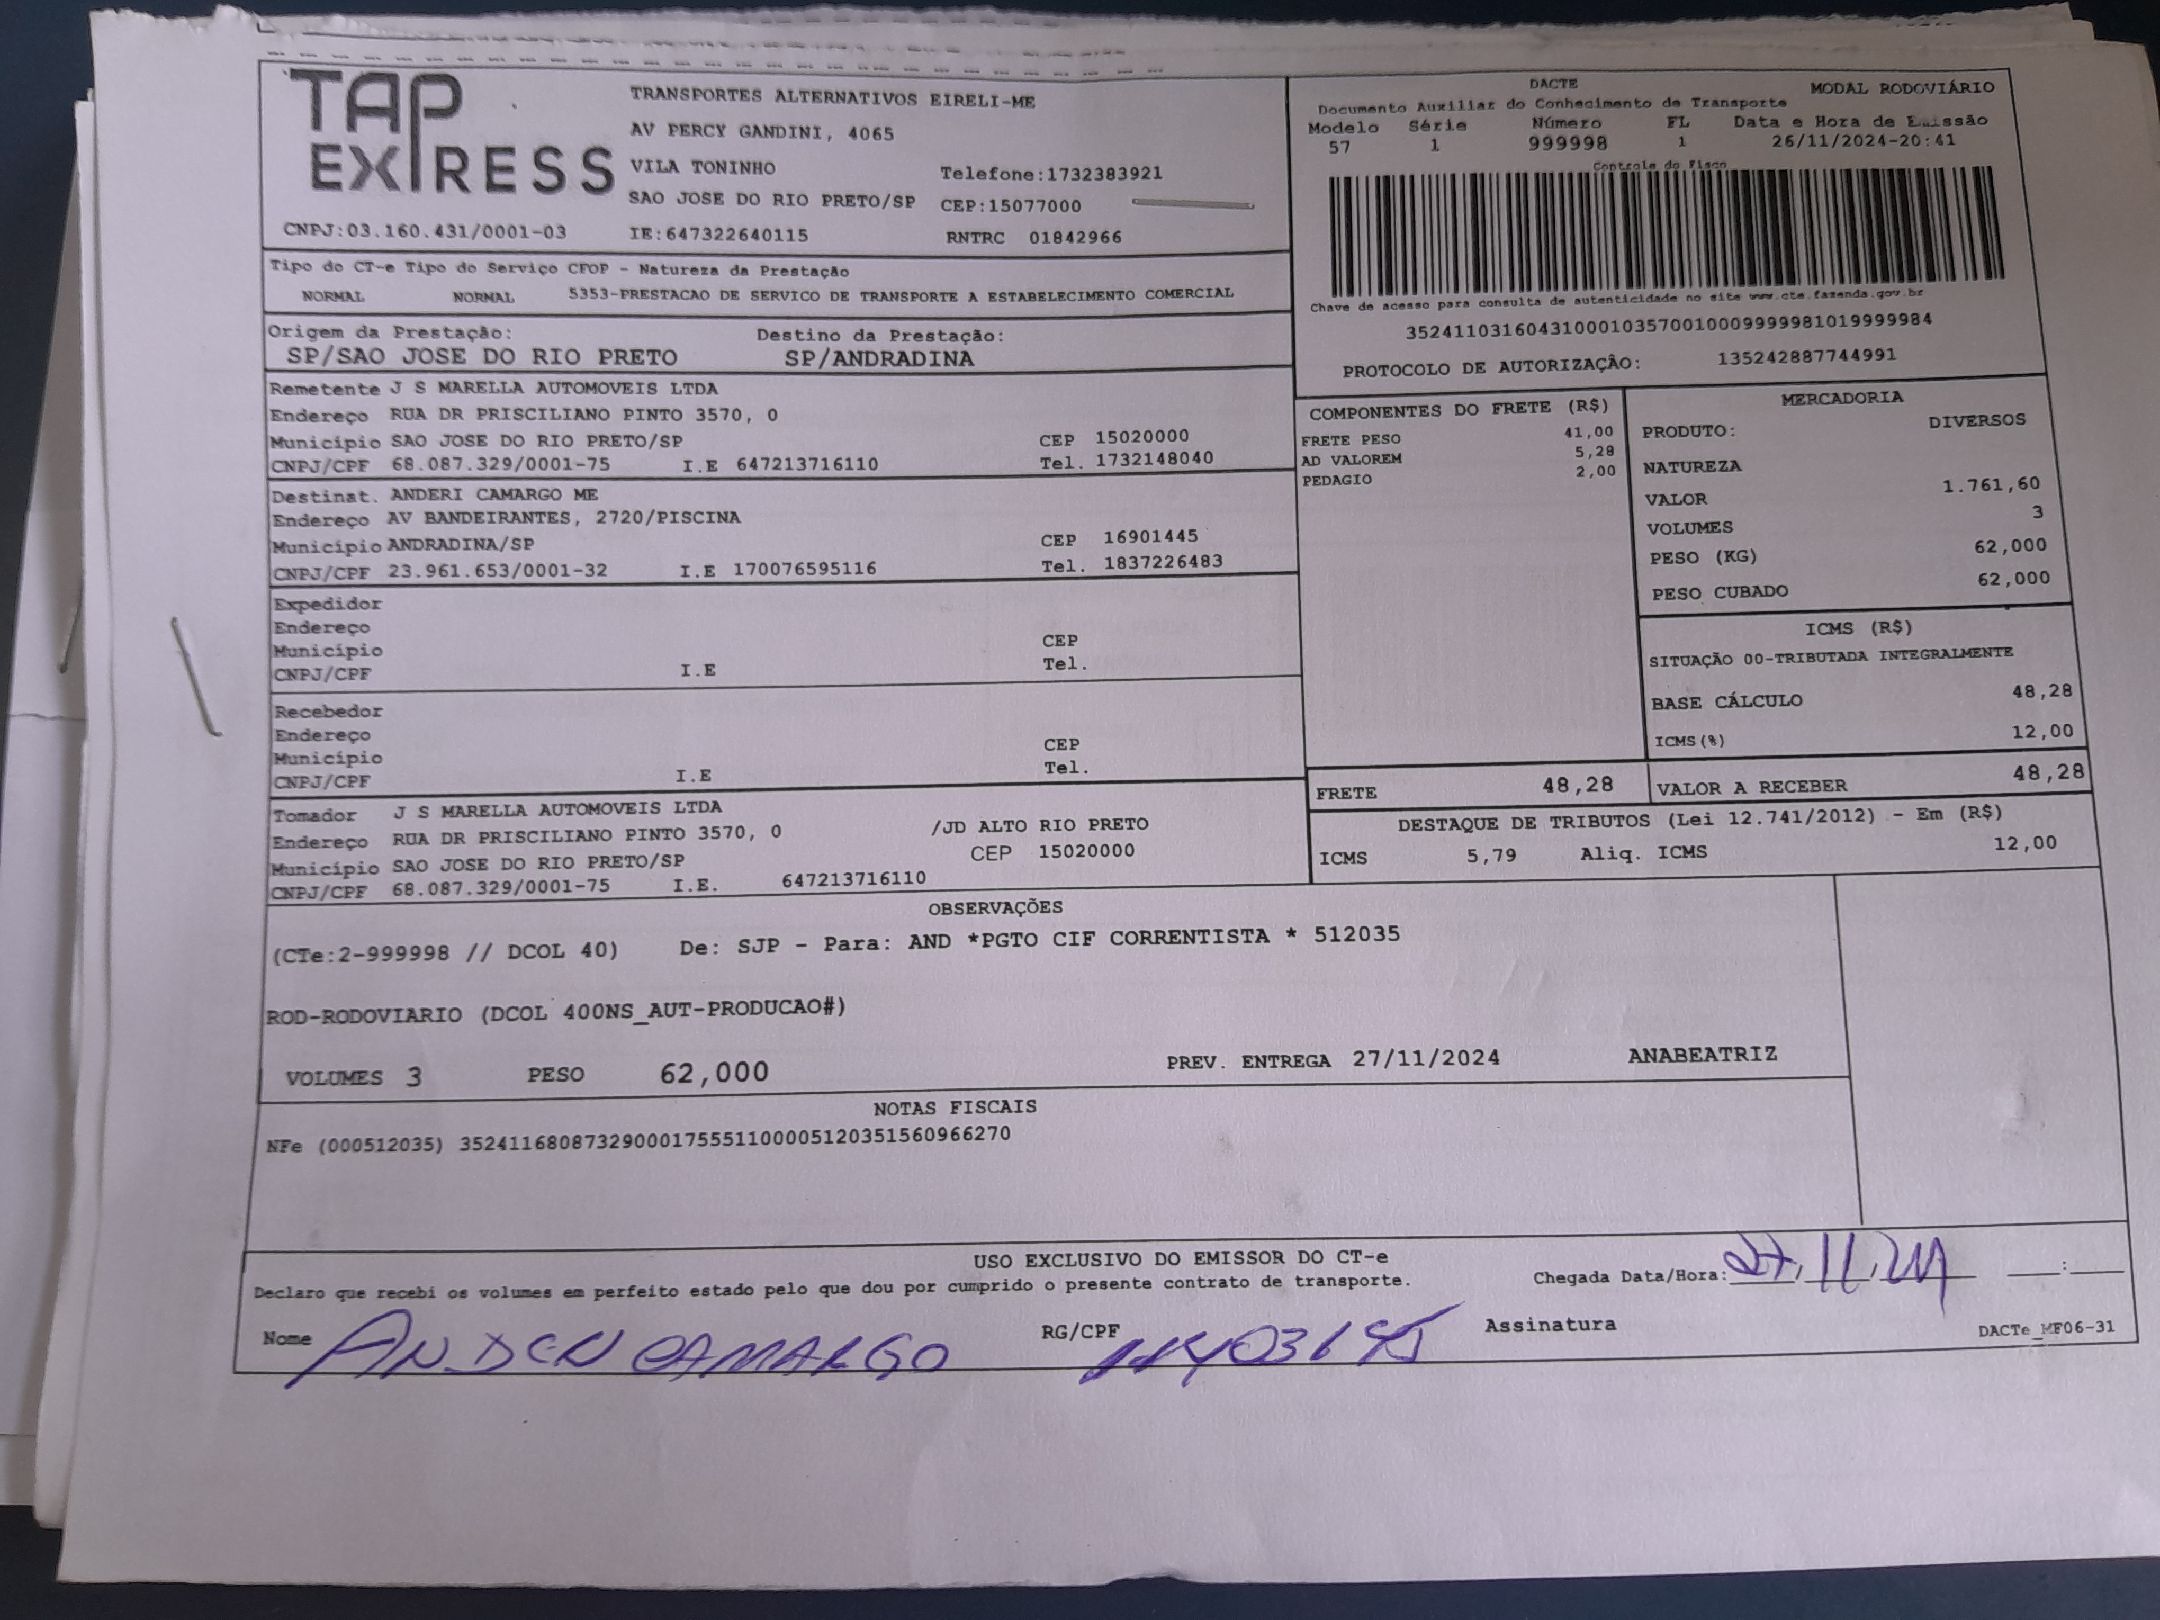 TAP
EXPRESS
TRANSPORTES ALTERNATIVOS EIRELI-ME
AV PERCY GANDINI, 4065
VILA TONINHO Telefone:1732383921
SAO JOSE DO RIO PRETO/SP CEP:15077000
CNPJ:03.160.431/0001-03 IE:647322640115 RNTRC 01842966
DACTE MODAL RODOVIÁRIO
Documento Auxiliar do Conhecimento de Transporte
Modelo Série Número FL Data e Hora de Emissão
57 1 999998 1 26/11/2024-20:41
Controle do Fisco
Chave de acesso para consulta de autenticidade no site www.cte.fazenda.gov.br
35241103160431000103570010009999981019999984
PROTOCOLO DE AUTORIZAÇÃO: 135242887744991
Tipo do CT-e Tipo do Serviço CFOP - Natureza da Prestação
NORMAL NORMAL 5353-PRESTACAO DE SERVICO DE TRANSPORTE A ESTABELECIMENTO COMERCIAL
Origem da Prestação: Destino da Prestação:
SP/SAO JOSE DO RIO PRETO SP/ANDRADINA
Remetente J S MARELLA AUTOMOVEIS LTDA
Endereço RUA DR PRISCILIANO PINTO 3570, 0
Município SAO JOSE DO RIO PRETO/SP CEP 15020000
CNPJ/CPF 68.087.329/0001-75 I.E 647213716110 Tel. 1732148040
Destinat. ANDERI CAMARGO ME
Endereço AV BANDEIRANTES, 2720/PISCINA
Município ANDRADINA/SP CEP 16901445
CNPJ/CPF 23.961.653/0001-32 I.E 170076595116 Tel. 1837226483
Expedidor
Endereço
Município CEP
CNPJ/CPF I.E Tel.
Recebedor
Endereço
Município CEP
CNPJ/CPF I.E Tel.
Tomador J S MARELLA AUTOMOVEIS LTDA
Endereço RUA DR PRISCILIANO PINTO 3570, 0 /JD ALTO RIO PRETO
Município SAO JOSE DO RIO PRETO/SP CEP 15020000
CNPJ/CPF 68.087.329/0001-75 I.E. 647213716110
COMPONENTES DO FRETE (R$)
FRETE PESO 41,00
AD VALOREM 5,28
PEDAGIO 2,00
MERCADORIA
PRODUTO: DIVERSOS
NATUREZA
VALOR 1.761,60
VOLUMES 3
PESO (KG) 62,000
PESO CUBADO 62,000
ICMS (R$)
SITUAÇÃO 00-TRIBUTADA INTEGRALMENTE
BASE CÁLCULO 48,28
ICMS(%) 12,00
FRETE 48,28 VALOR A RECEBER 48,28
DESTAQUE DE TRIBUTOS (Lei 12.741/2012) - Em (R$)
ICMS 5,79 Aliq. ICMS 12,00
OBSERVAÇÕES
(CTe:2-999998 // DCOL 40) De: SJP - Para: AND *PGTO CIF CORRENTISTA * 512035
ROD-RODOVIARIO (DCOL 400NS_AUT-PRODUCAO#)
VOLUMES 3 PESO 62,000 PREV. ENTREGA 27/11/2024 ANABEATRIZ
NOTAS FISCAIS
NFe (000512035) 35241168087329000175551100005120351560966270
USO EXCLUSIVO DO EMISSOR DO CT-e
Declaro que recebi os volumes em perfeito estado pelo que dou por cumprido o presente contrato de transporte. Chegada Data/Hora: 27, 11, 24 :
Nome CAMARGO RG/CPF Assinatura DACTe_MF06-31